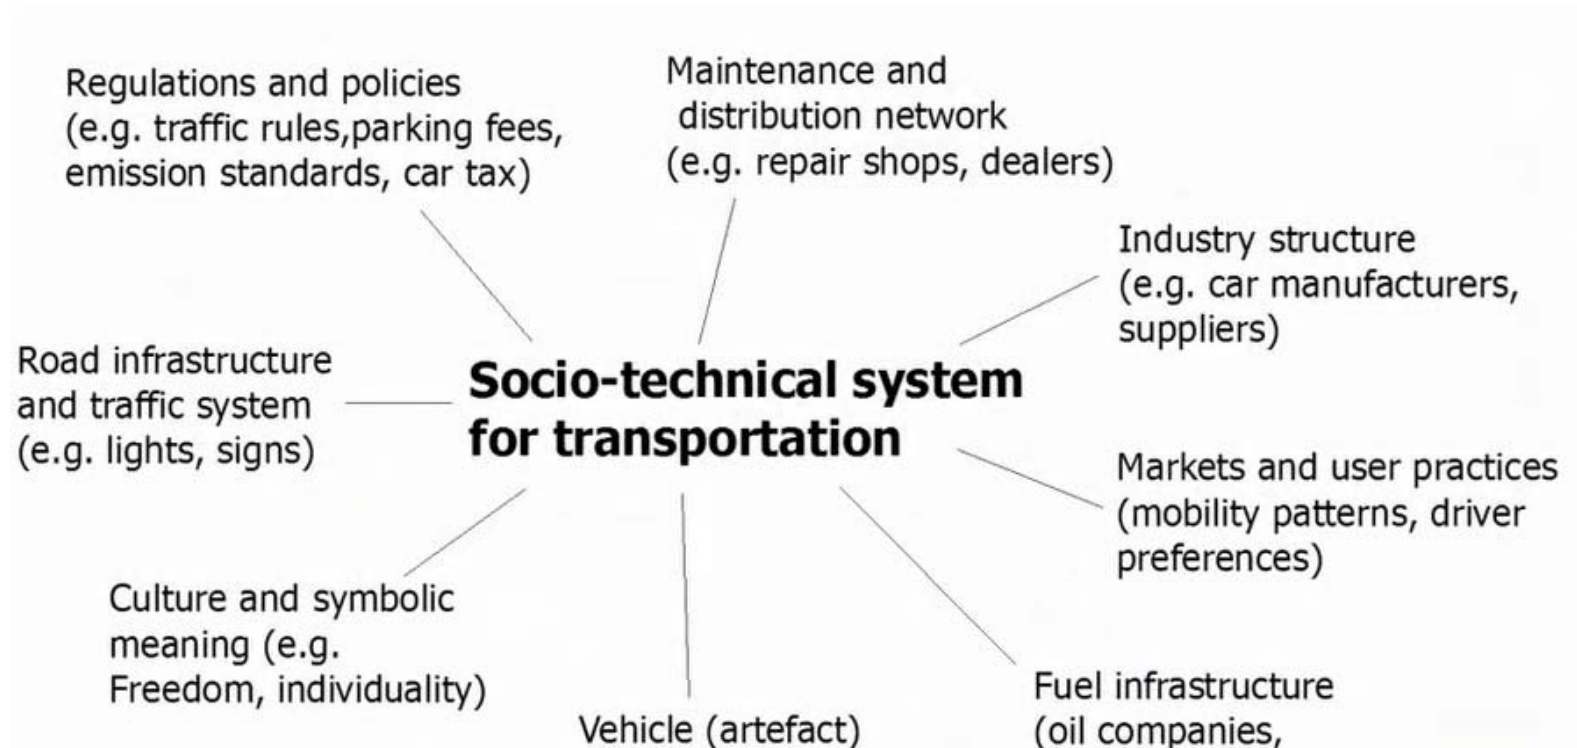 Regulations and policies
(e.g. traffic rules,parking fees,
emission standards, car tax)
Maintenance and
distribution network
(e.g. repair shops, dealers)
Industry structure
(e.g. car manufacturers,
suppliers)
Road infrastructure
and traffic system
(e.g. lights, signs)
Socio-technical system
for transportation
Markets and user practices
(mobility patterns, driver
preferences)
Culture and symbolic
meaning (e.g.
Freedom, individuality)
Vehicle (artefact)
Fuel infrastructure
(oil companies,